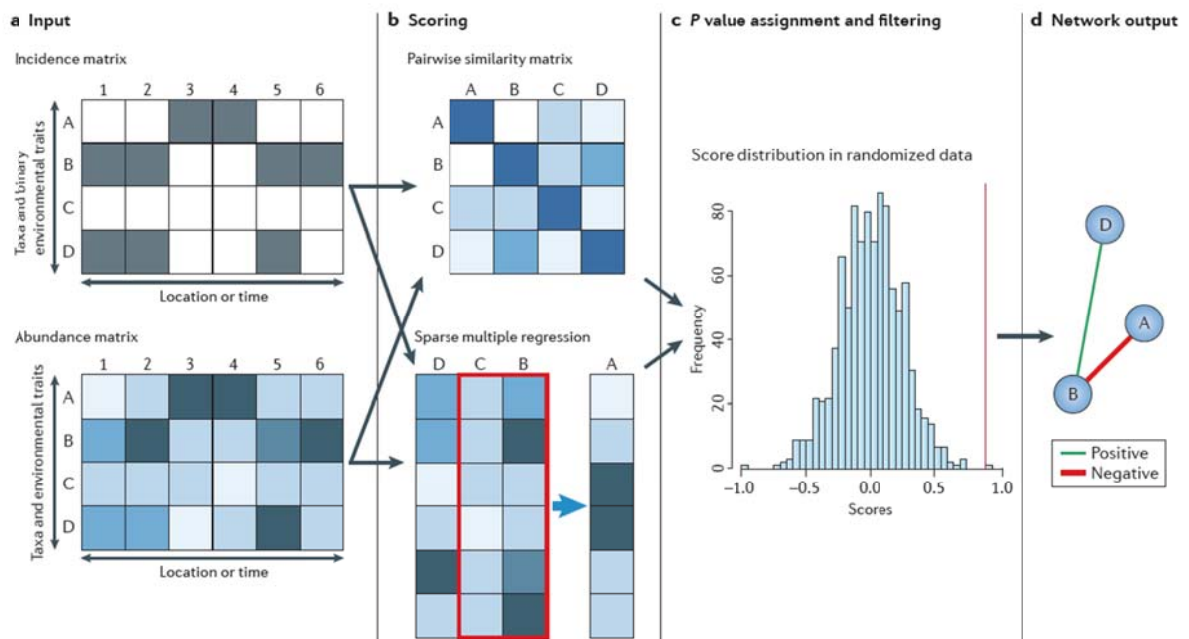 a Input
Incidence matrix
1 2 3 4 5 6
A
B
C
D
Taxa and binary
environmental traits
Location or time
Abundance matrix
1 2 3 4 5 6
A
B
C
D
Taxa and environmental traits
Location or time
b Scoring
Pairwise similarity matrix
A B C D
A
B
C
D
Sparse multiple regression
D C B A
c P value assignment and filtering
Score distribution in randomized data
Frequency
80
60
40
20
0
-1.0 -0.5 0.0 0.5 1.0
Scores
d Network output
D
A
B
Positive
Negative